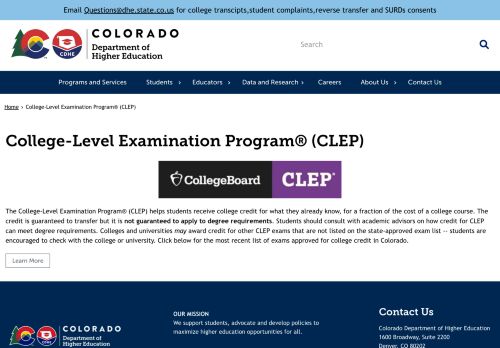 Email Questions@dhe.state.co.us for college transcipts,student complaints,reverse transfer and SURDs consents
CDHE
COLORADO
Department of
Higher Education
Search
Programs and Services Students Educators Data and Research Careers About Us Contact Us
Home > College-Level Examination Program® (CLEP)
College-Level Examination Program® (CLEP)
CollegeBoard CLEP®
The College-Level Examination Program® (CLEP) helps students receive college credit for what they already know, for a fraction of the cost of a college course. The
credit is guaranteed to transfer but it is not guaranteed to apply to degree requirements. Students should consult with academic advisors on how credit for CLEP
can meet degree requirements. Colleges and universities may award credit for other CLEP exams that are not listed on the state-approved exam list -- students are
encouraged to check with the college or university. Click below for the most recent list of exams approved for college credit in Colorado.
Learn More
CDHE
COLORADO
Department of
Higher Education
OUR MISSION
We support students, advocate and develop policies to
maximize higher education opportunities for all.
Contact Us
Colorado Department of Higher Education
1600 Broadway, Suite 2200
Denver, CO 80202